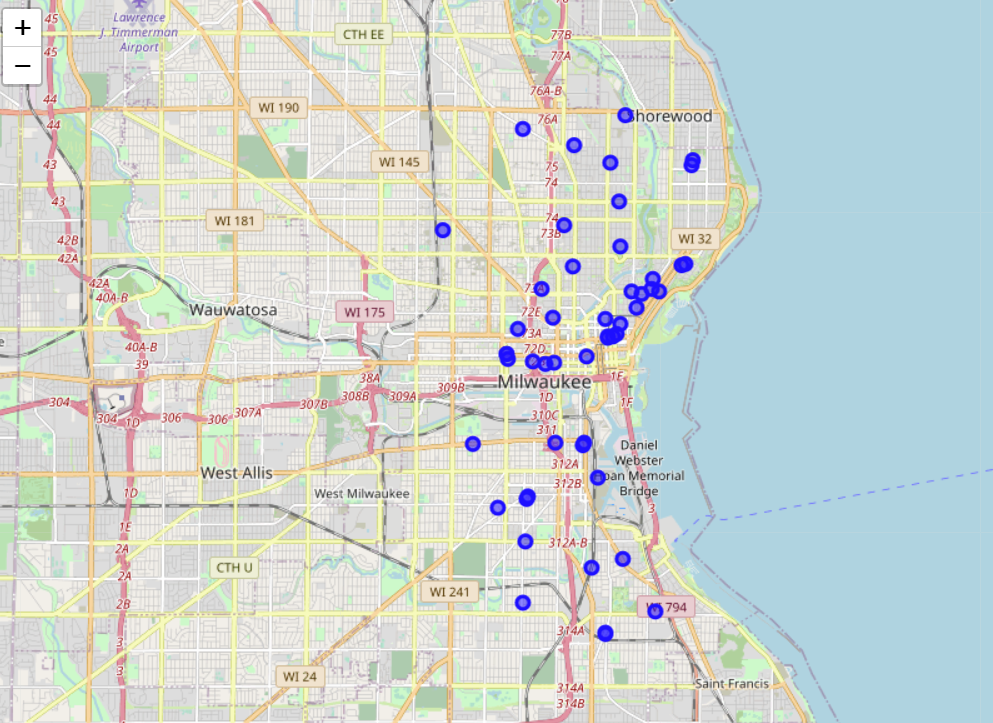 +
−
45
Lawrence
J. Timmerman
Airport
CTH EE
77B
45
77A
44
WI 190
76A-B
76A
Shorewood
44
43
WI 145
75
74
43
WI 181
74
73B
WI 32
42B
42A
42A
40A-B
Wauwatosa
WI 175
72E
73A
40A-B
72D
39
38A
309B
Milwaukee
1E
304
304
1D
306
306
307A
307B
308B
309A
1D
1F
310C
311
Daniel
Webster
Hoan Memorial
Bridge
312A
312B
West Allis
West Milwaukee
1D
3
1E
2A
312A-B
2A
CTH U
WI 241
2B
WI 794
314A
3
3
WI 24
Saint Francis
314A
314B